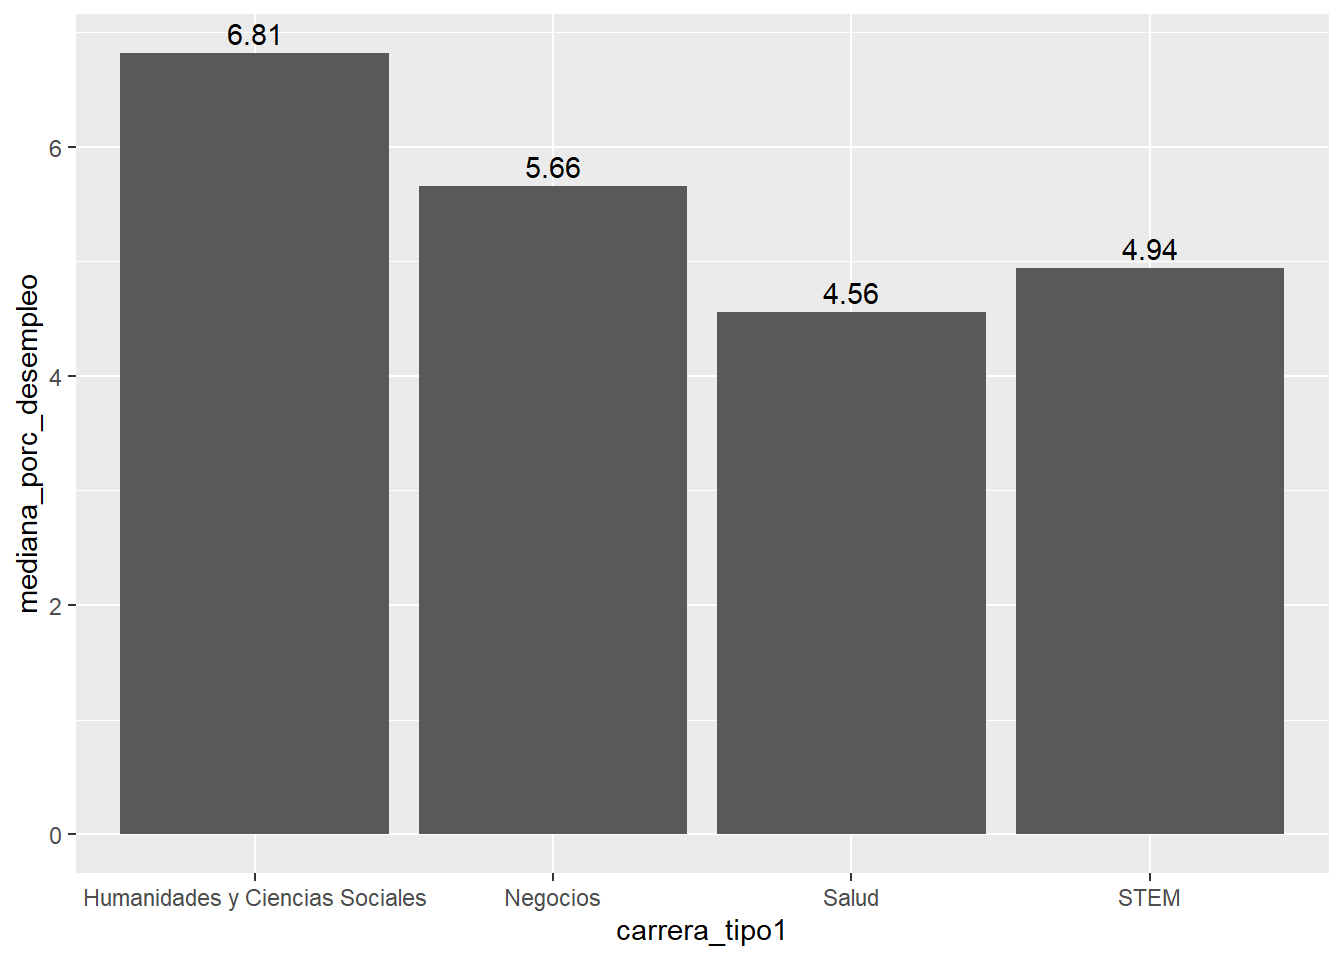 6.81
5.66
4.56
4.94
6
4
2
0
mediana_porc_desempleo
Humanidades y Ciencias Sociales
Negocios
Salud
STEM
carrera_tipo1